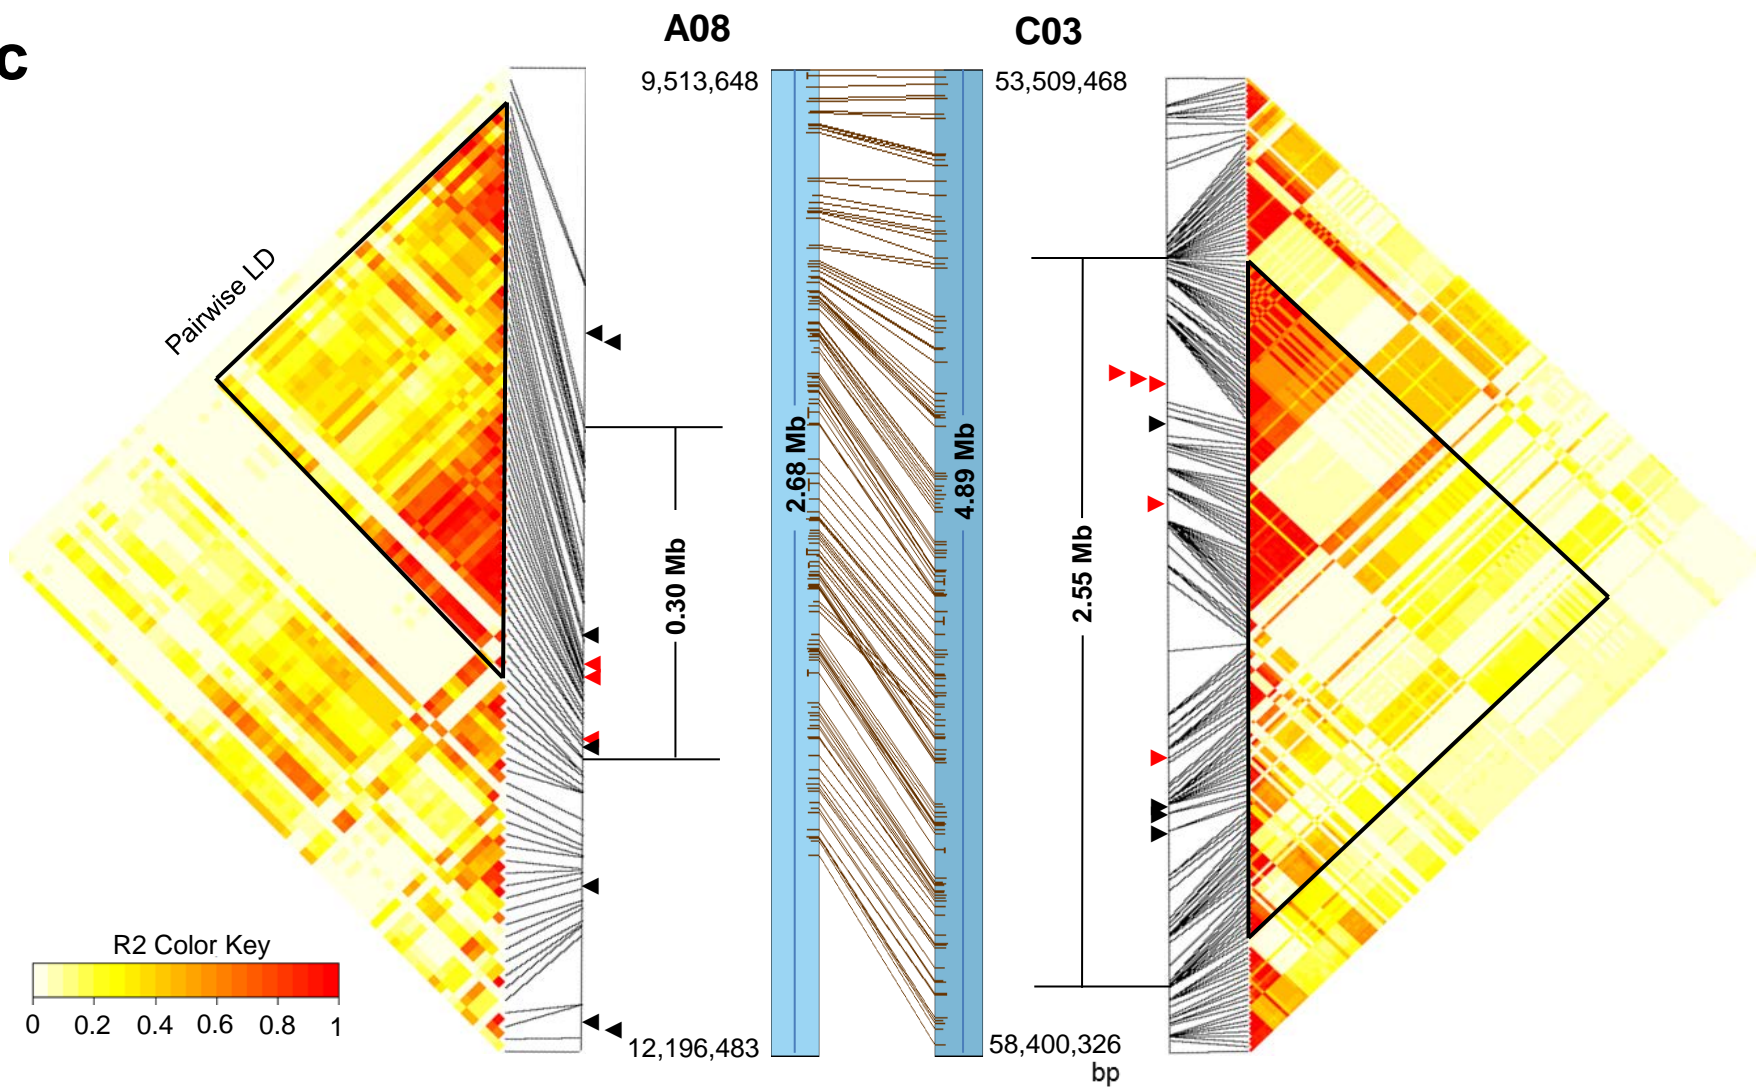 c
A08
C03
9,513,648
53,509,468
Pairwise LD
2.68 Mb
4.89 Mb
0.30 Mb
2.55 Mb
R2 Color Key
0 0.2 0.4 0.6 0.8 1
12,196,483
58,400,326
bp